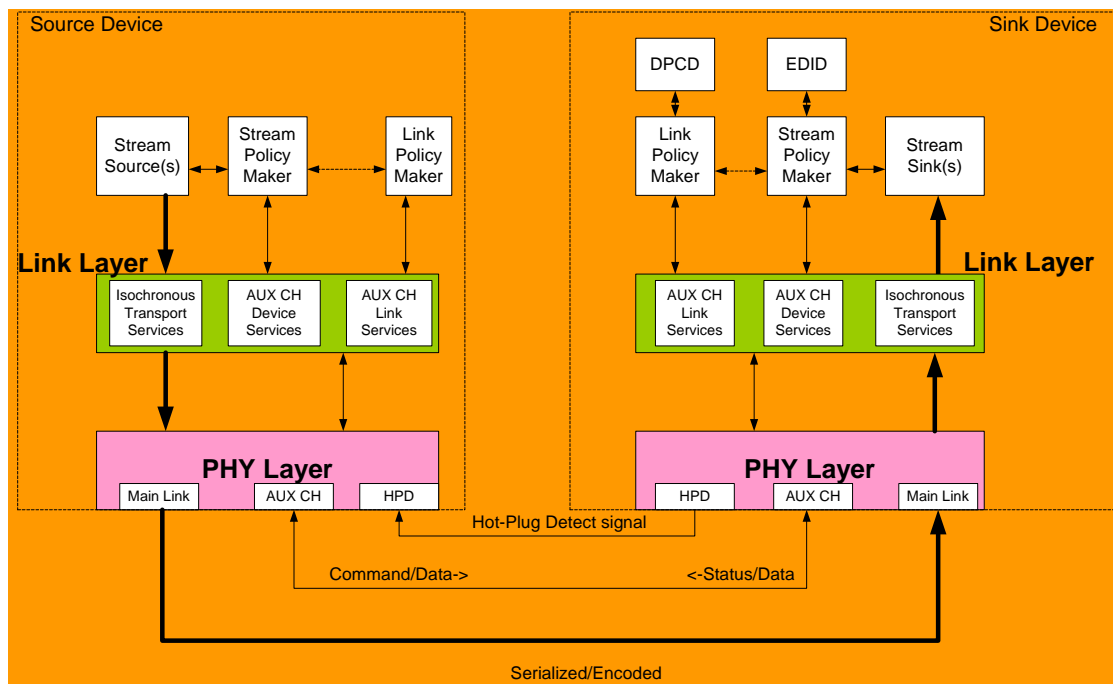 Source Device
Sink Device
DPCD
EDID
Stream
Source(s)
Stream
Policy
Maker
Link
Policy
Maker
Link
Policy
Maker
Stream
Policy
Maker
Stream
Sink(s)
Link Layer
Link Layer
Isochronous
Transport
Services
AUX CH
Device
Services
AUX CH
Link
Services
AUX CH
Link
Services
AUX CH
Device
Services
Isochronous
Transport
Services
PHY Layer
PHY Layer
Main Link
AUX CH
HPD
HPD
AUX CH
Main Link
Hot-Plug Detect signal
Command/Data->
<-Status/Data
Serialized/Encoded